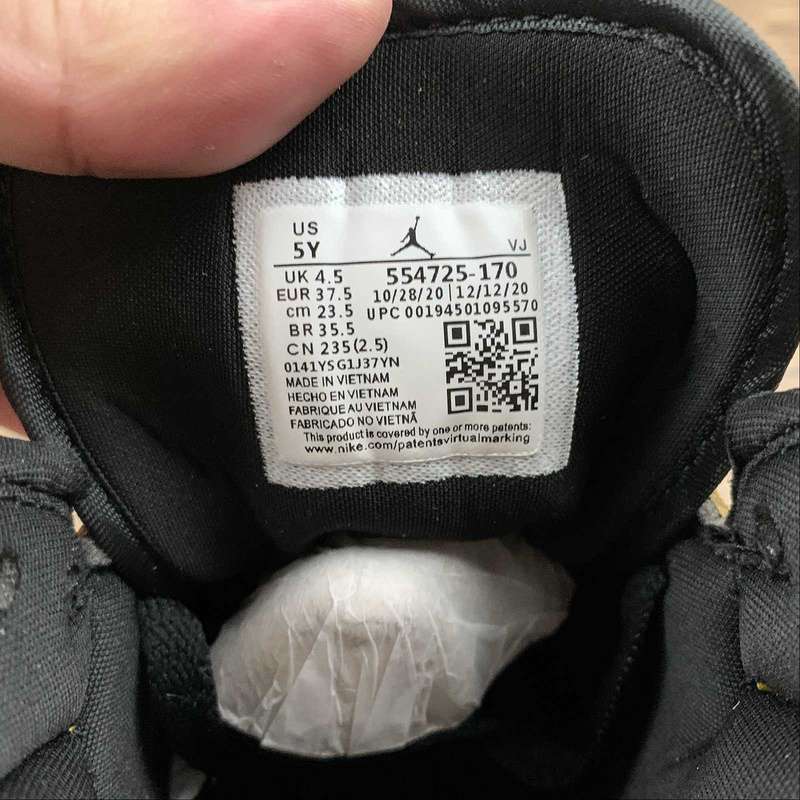 US
5Y
VJ
UK 4.5
554725-170
EUR 37.5
10/28/20 | 12/12/20
cm 23.5
UPC 00194501095570
BR 35.5
CN 235 (2.5)
0141YSG1J37YN
MADE IN VIETNAM
HECHO EN VIETNAM
FABRIQUE AU VIETNAM
FABRICADO NO VIETNÃ
This product is covered by one or more patents:
www.nike.com/patentsvirtualmarking